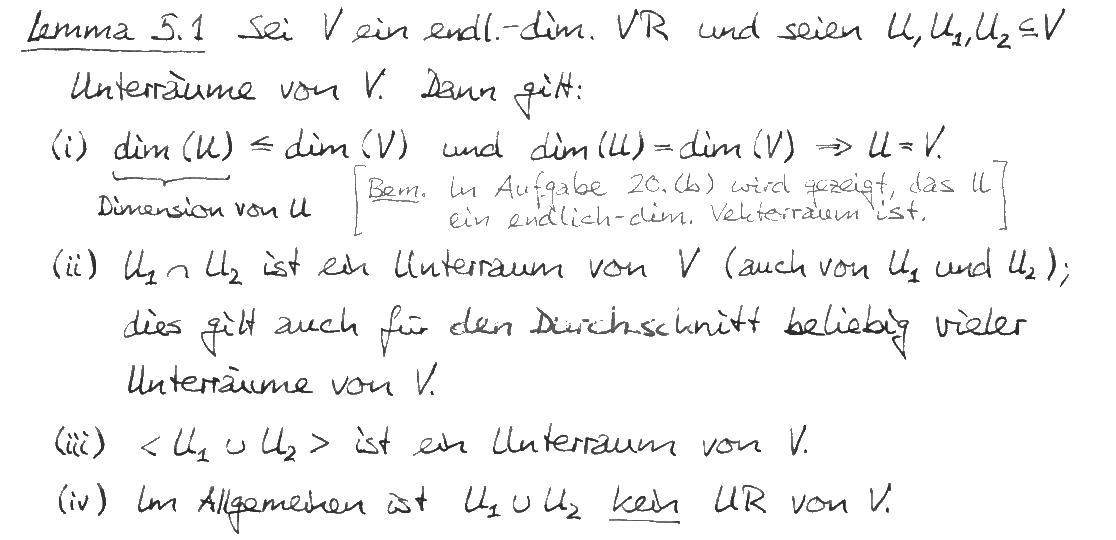 Lemma 5.1 Sei V ein endl.-dim. VR und seien U, U₁, U₂ ⊆ V
Unterräume von V. Dann gilt:
(i) dim (U) ≤ dim (V) und dim (U) = dim (V) ⇒ U = V.
Dimension von U
[Bem. In Aufgabe 20.(b) wird gezeigt, das U
ein endlich-dim. Vektorraum ist.]
(ii) U₁ ∩ U₂ ist ein Unterraum von V (auch von U₁ und U₂);
dies gilt auch für den Durchschnitt beliebig vieler
Unterräume von V.
(iii) < U₁ ∪ U₂ > ist ein Unterraum von V.
(iv) Im Allgemeinen ist U₁ ∪ U₂ kein UR von V.